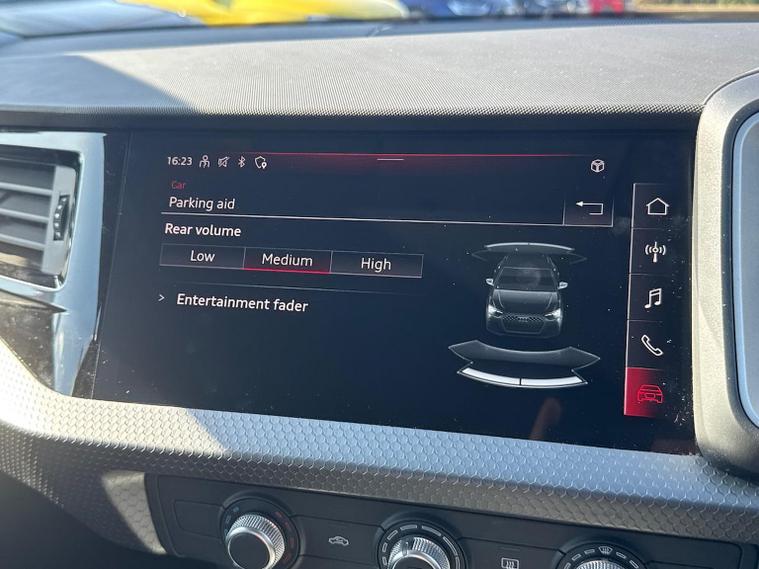 16:23
Car
Parking aid
Rear volume
Low Medium High
> Entertainment fader